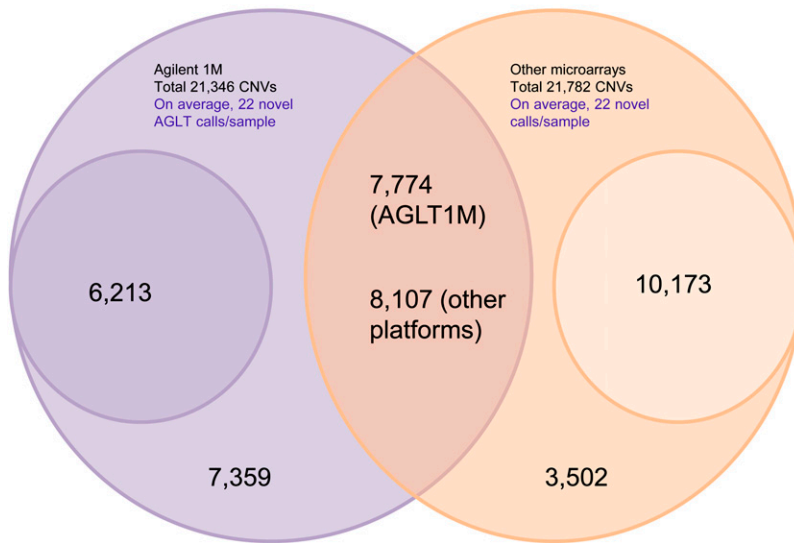 Agilent 1M
Total 21,346 CNVs
On average, 22 novel
AGLT calls/sample
Other microarrays
Total 21,782 CNVs
On average, 22 novel
calls/sample
7,774
(AGLT1M)
8,107 (other
platforms)
6,213
10,173
7,359
3,502